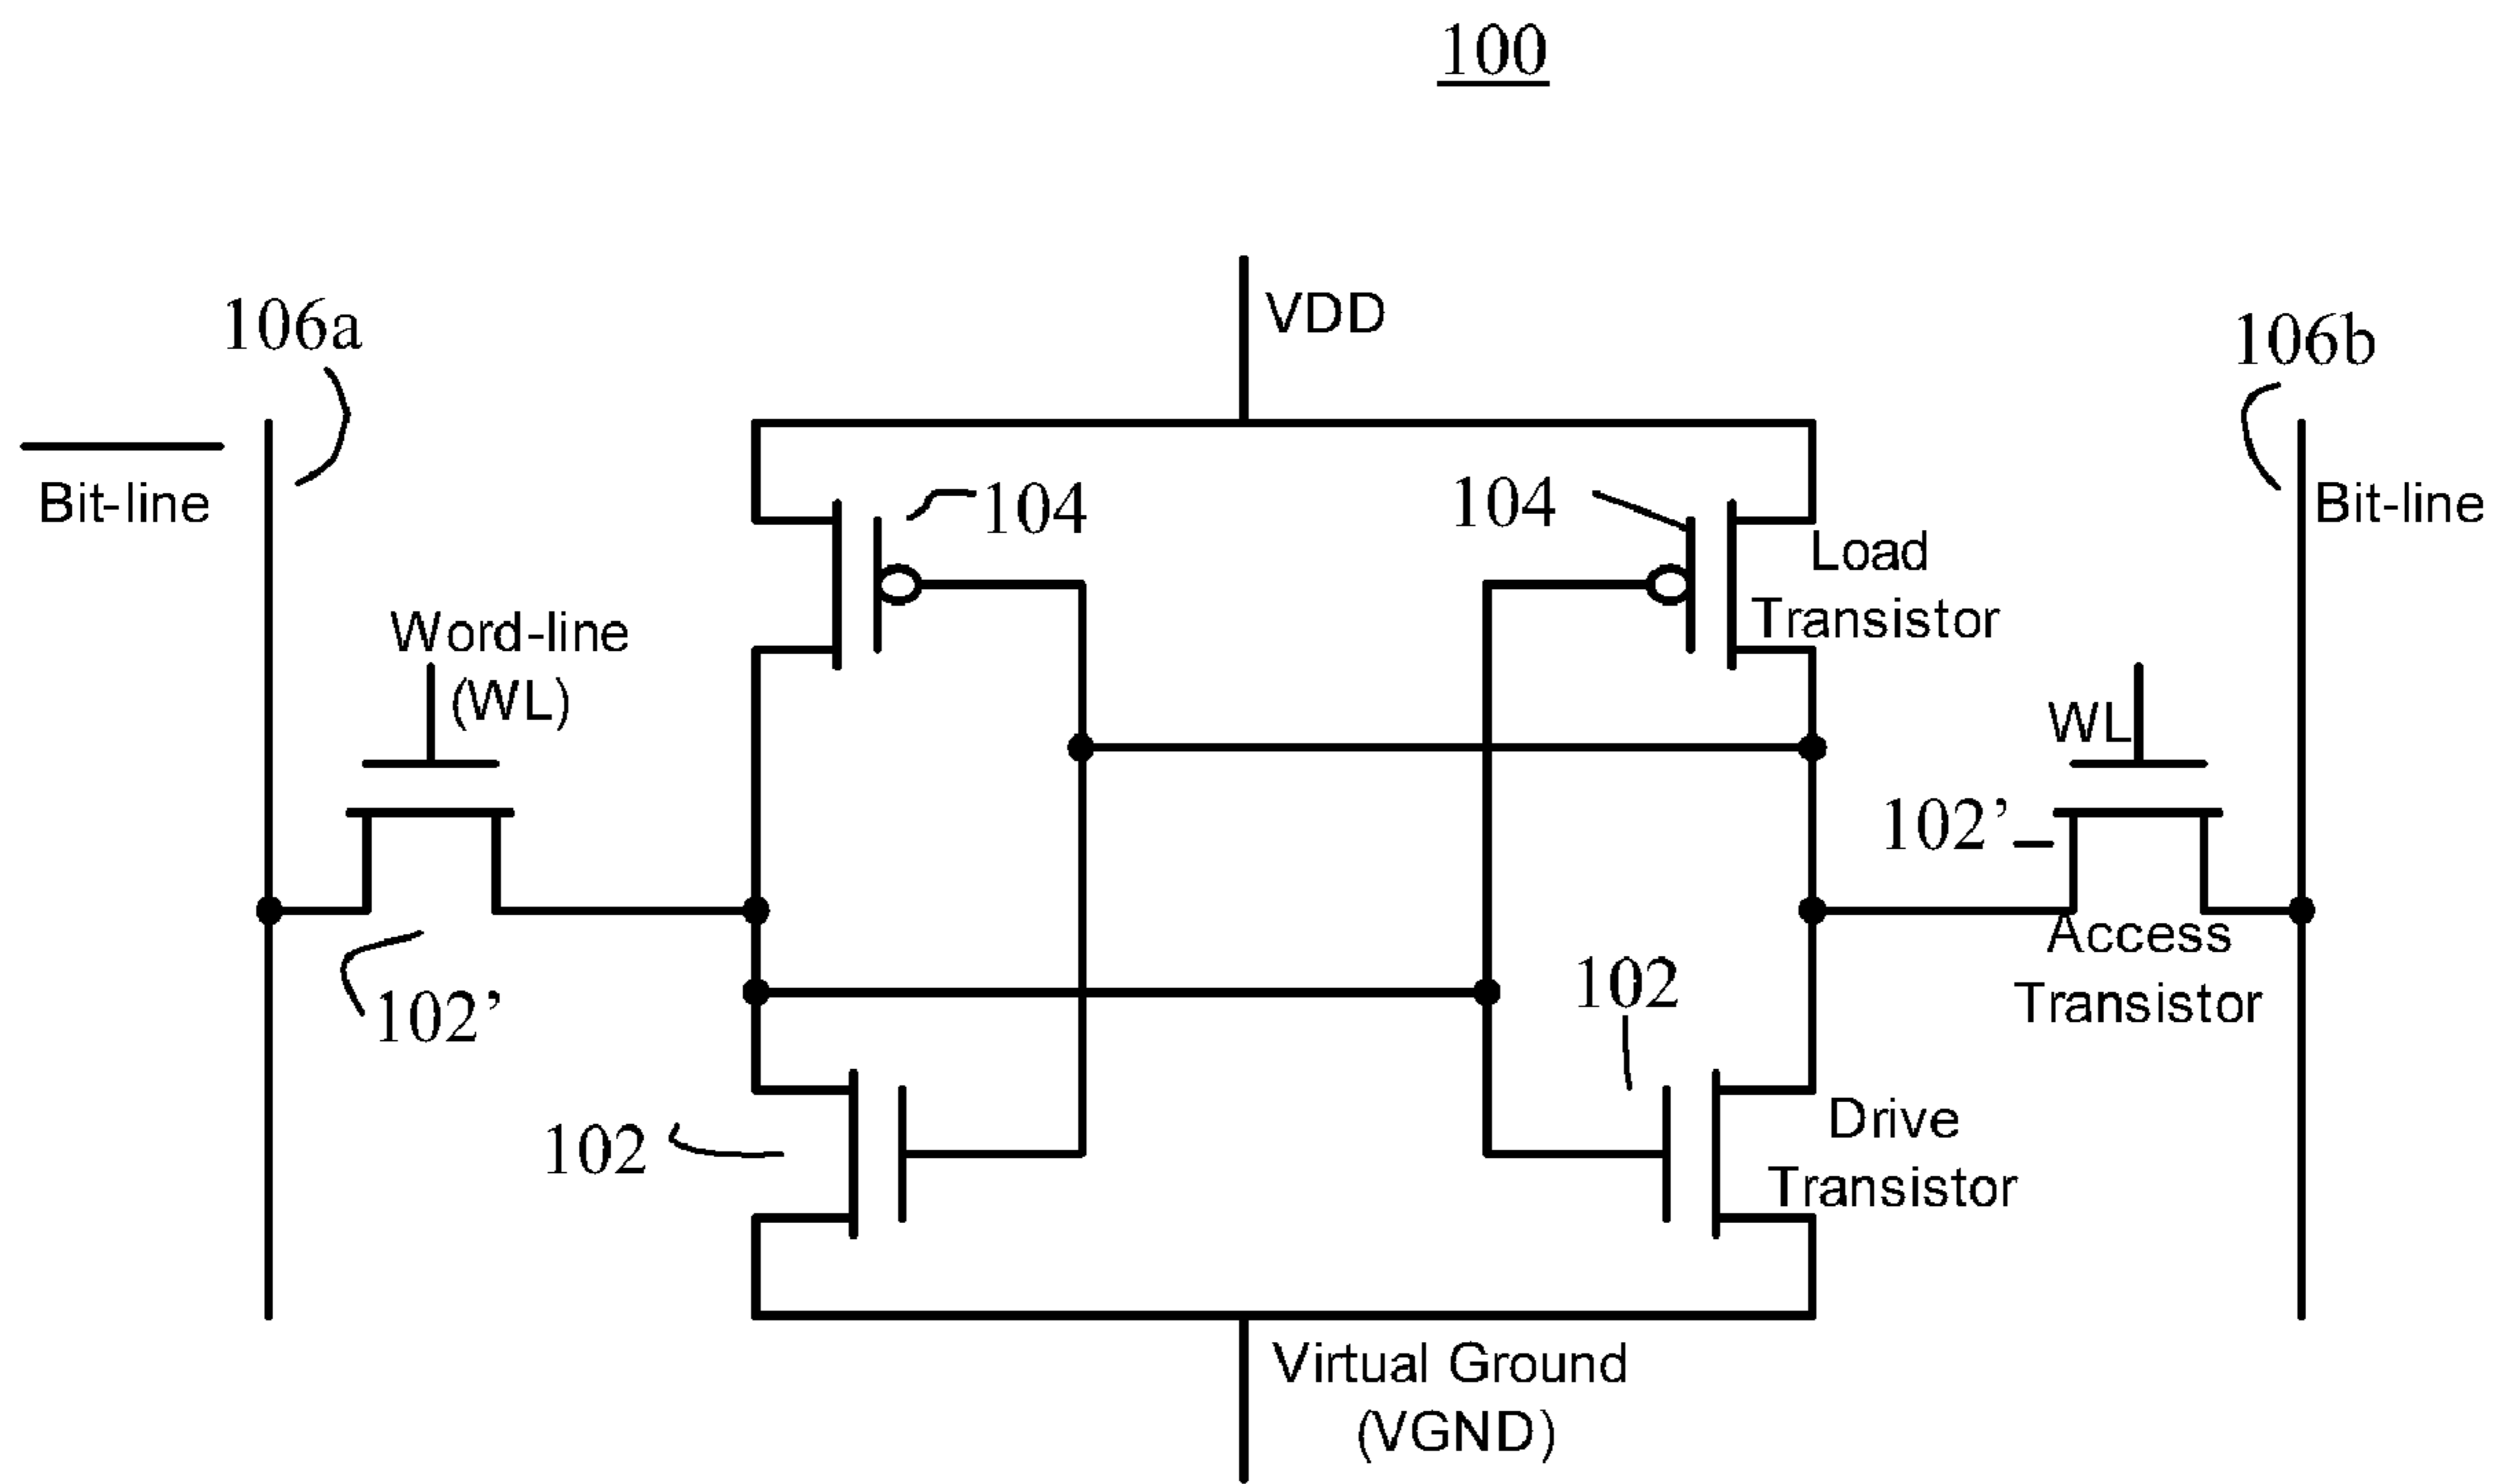 100
VDD
106a
106b
Bit-line
104
104
Bit-line
Load
Transistor
Word-line
(WL)
WL
102’
Access
Transistor
102’
102
102
Drive
Transistor
Virtual Ground
(VGND)